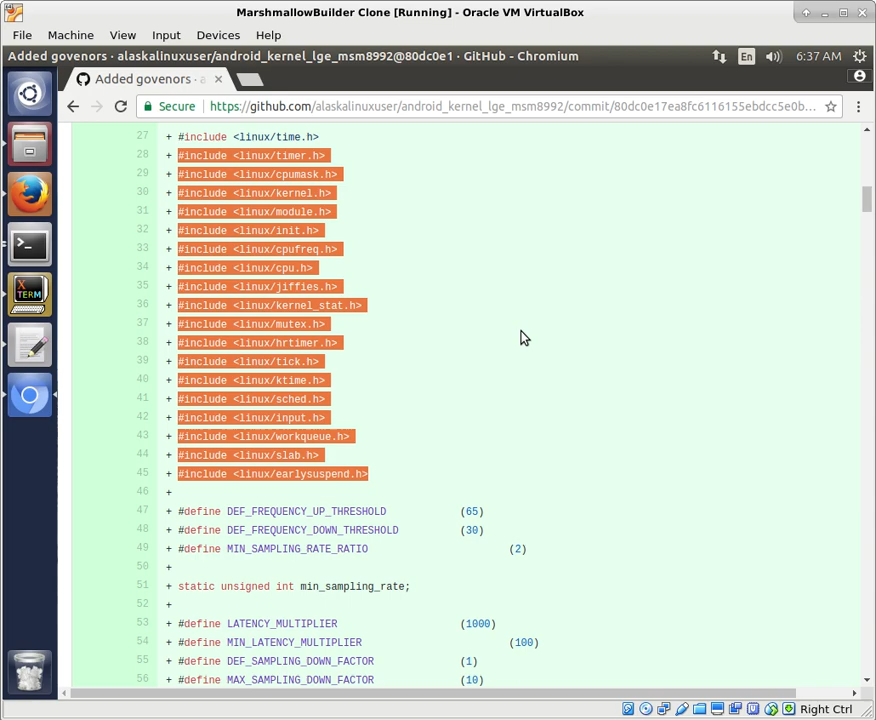 MarshmallowBuilder Clone [Running] - Oracle VM VirtualBox
File Machine View Input Devices Help
Added govenors · alaskalinuxuser/android_kernel_lge_msm8992@80dc0e1 · GitHub - Chromium
En 6:37 AM
Added govenors · a
Secure https://github.com/alaskalinuxuser/android_kernel_lge_msm8992/commit/80dc0e17ea8fc6116155ebdcc5e0b...
27 + #include <linux/time.h>
28 + #include <linux/timer.h>
29 + #include <linux/cpumask.h>
30 + #include <linux/kernel.h>
31 + #include <linux/module.h>
32 + #include <linux/init.h>
33 + #include <linux/cpufreq.h>
34 + #include <linux/cpu.h>
35 + #include <linux/jiffies.h>
36 + #include <linux/kernel_stat.h>
37 + #include <linux/mutex.h>
38 + #include <linux/hrtimer.h>
39 + #include <linux/tick.h>
40 + #include <linux/ktime.h>
41 + #include <linux/sched.h>
42 + #include <linux/input.h>
43 + #include <linux/workqueue.h>
44 + #include <linux/slab.h>
45 + #include <linux/earlysuspend.h>
46 +
47 + #define DEF_FREQUENCY_UP_THRESHOLD (65)
48 + #define DEF_FREQUENCY_DOWN_THRESHOLD (30)
49 + #define MIN_SAMPLING_RATE_RATIO (2)
50 +
51 + static unsigned int min_sampling_rate;
52 +
53 + #define LATENCY_MULTIPLIER (1000)
54 + #define MIN_LATENCY_MULTIPLIER (100)
55 + #define DEF_SAMPLING_DOWN_FACTOR (1)
56 + #define MAX_SAMPLING_DOWN_FACTOR (10)
X TERM
Right Ctrl